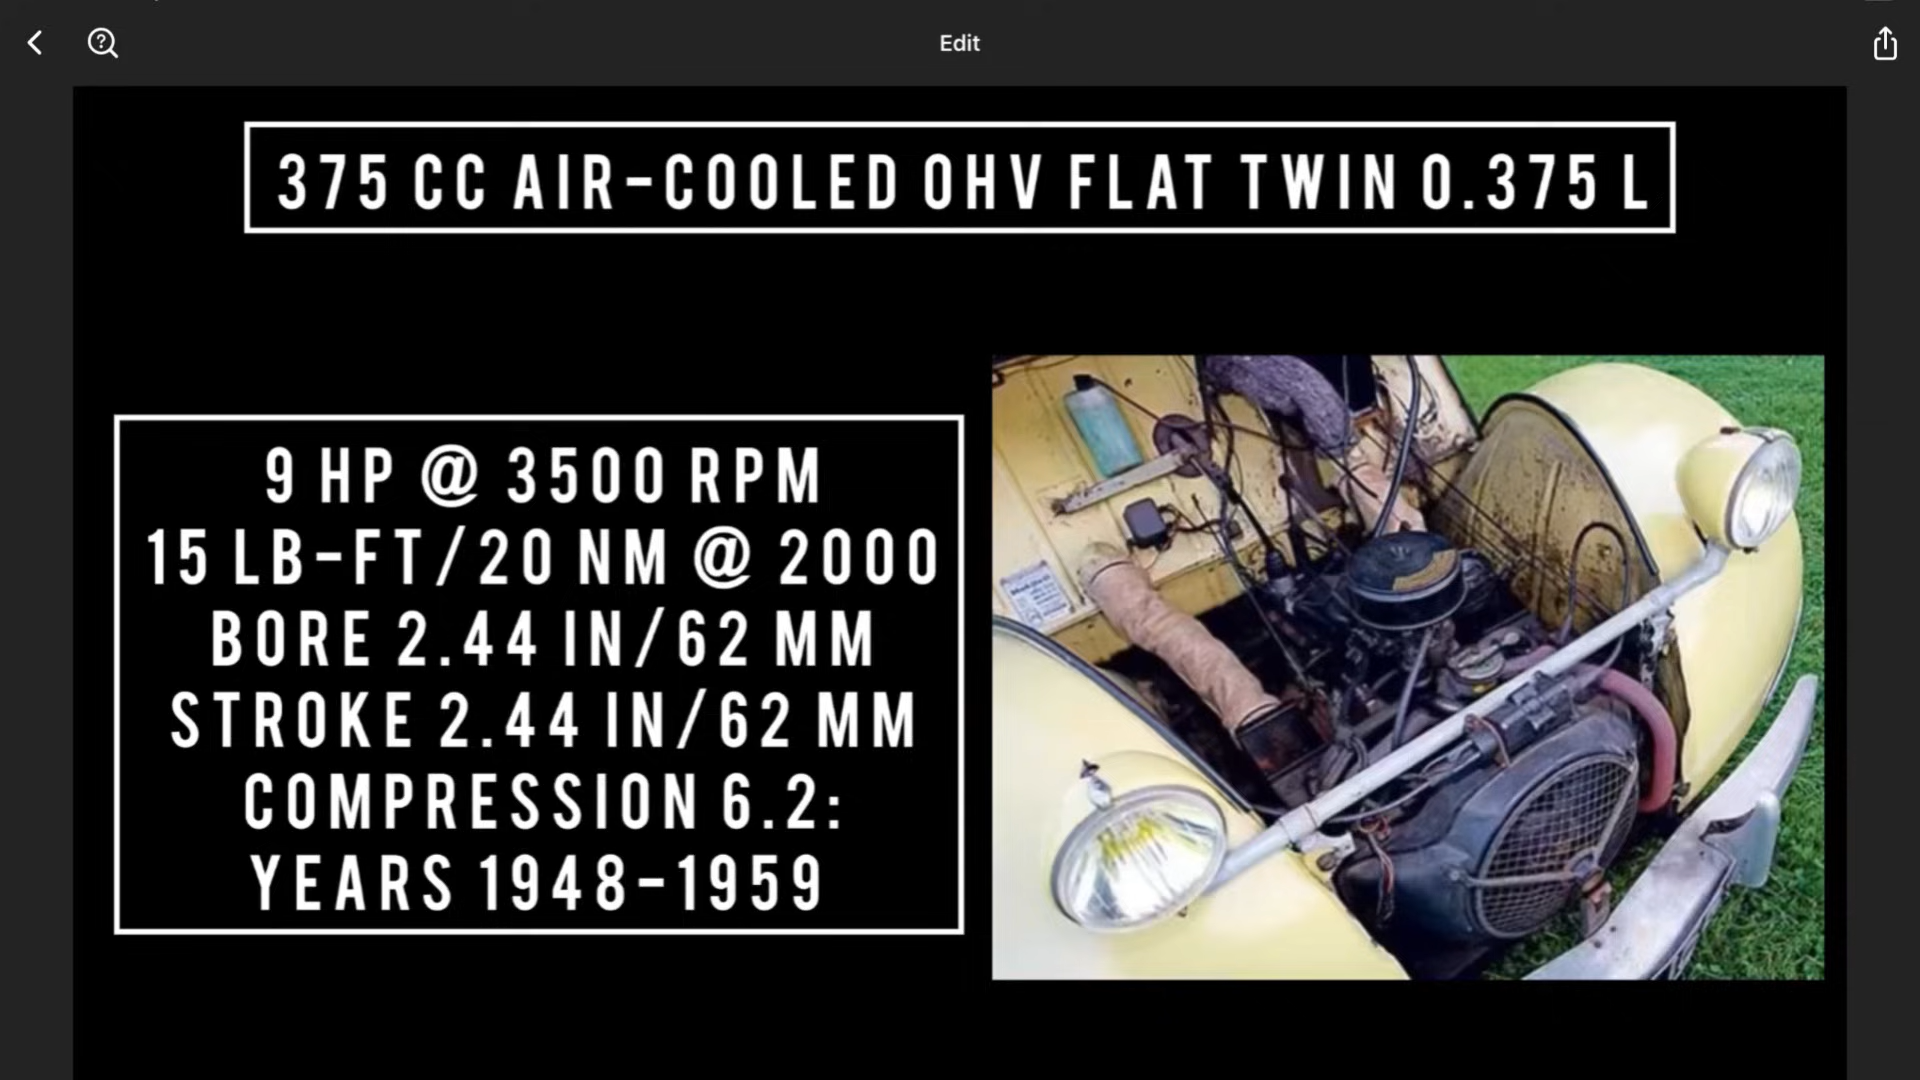 Edit
375 CC AIR-COOLED OHV FLAT TWIN 0.375 L
9 HP @ 3500 RPM
15 LB-FT/20 NM @ 2000
BORE 2.44 IN/62 MM
STROKE 2.44 IN/62 MM
COMPRESSION 6.2:
YEARS 1948-1959